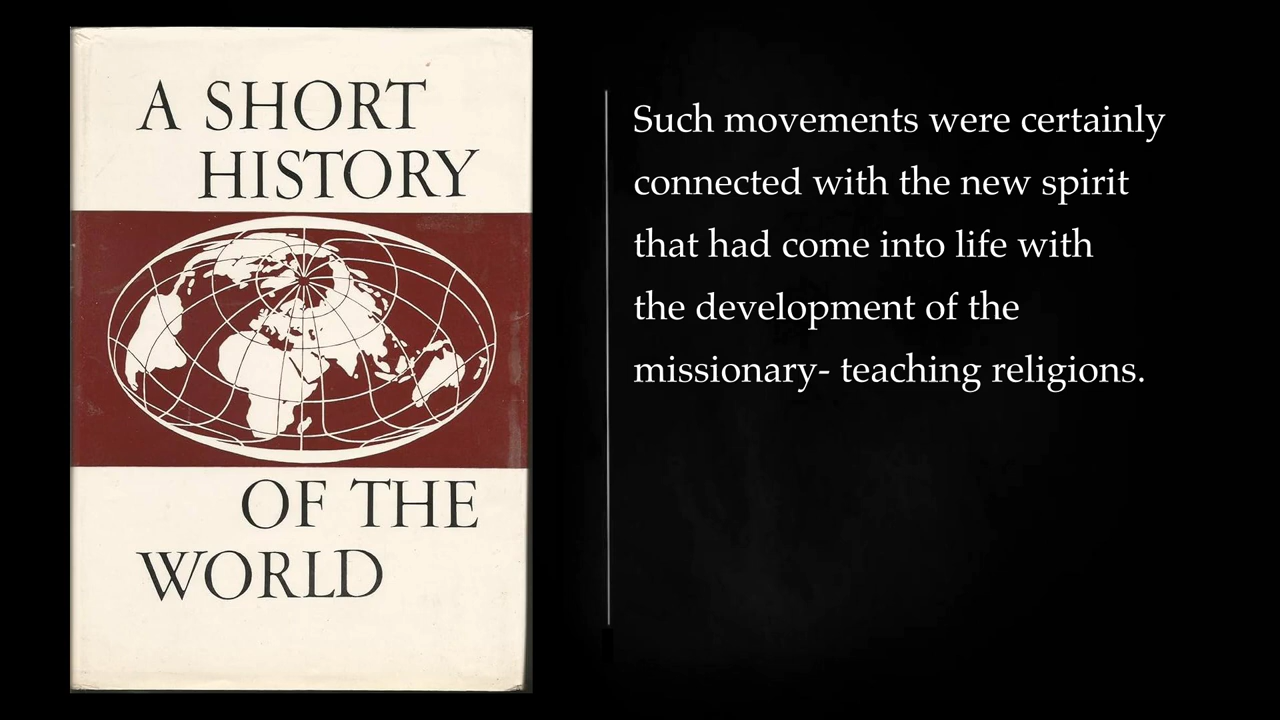 A SHORT
HISTORY
OF THE
WORLD
Such movements were certainly
connected with the new spirit
that had come into life with
the development of the
missionary- teaching religions.